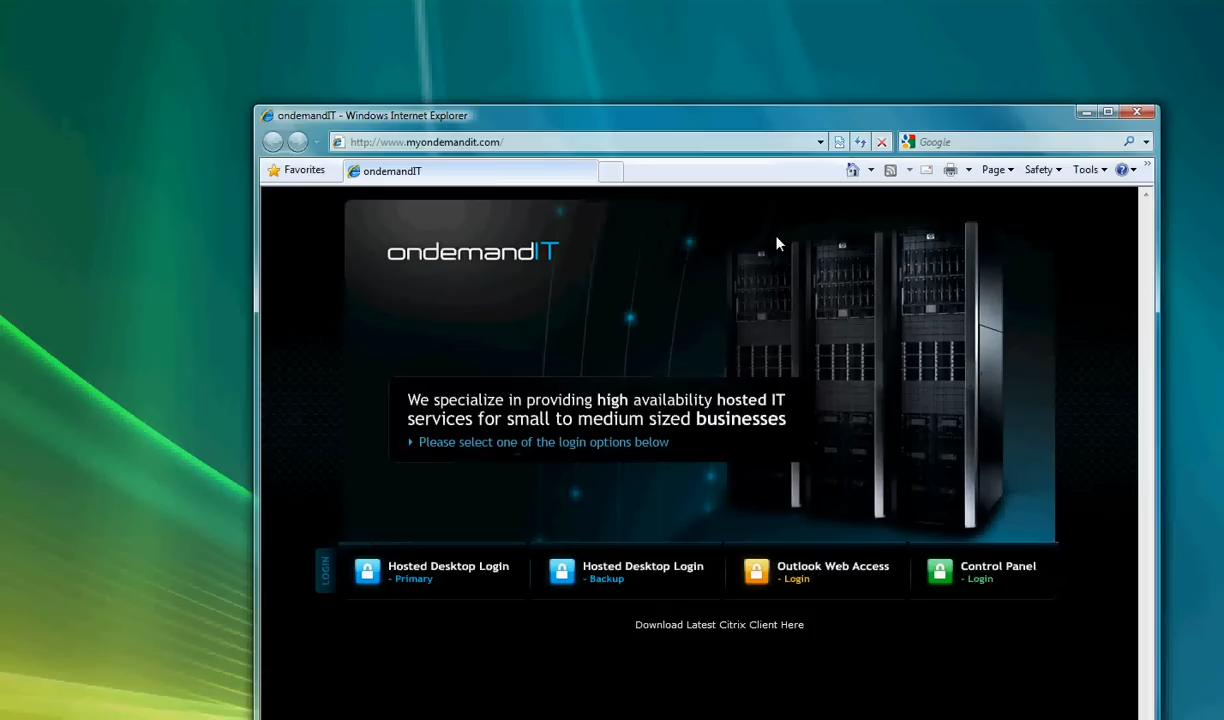 ondemandIT - Windows Internet Explorer
http://www.myondemandit.com/
Google
Favorites
ondemandIT
Page
Safety
Tools
ondemandIT
We specialize in providing high availability hosted IT
services for small to medium sized businesses
Please select one of the login options below
LOGIN
Hosted Desktop Login
- Primary
Hosted Desktop Login
- Backup
Outlook Web Access
- Login
Control Panel
- Login
Download Latest Citrix Client Here